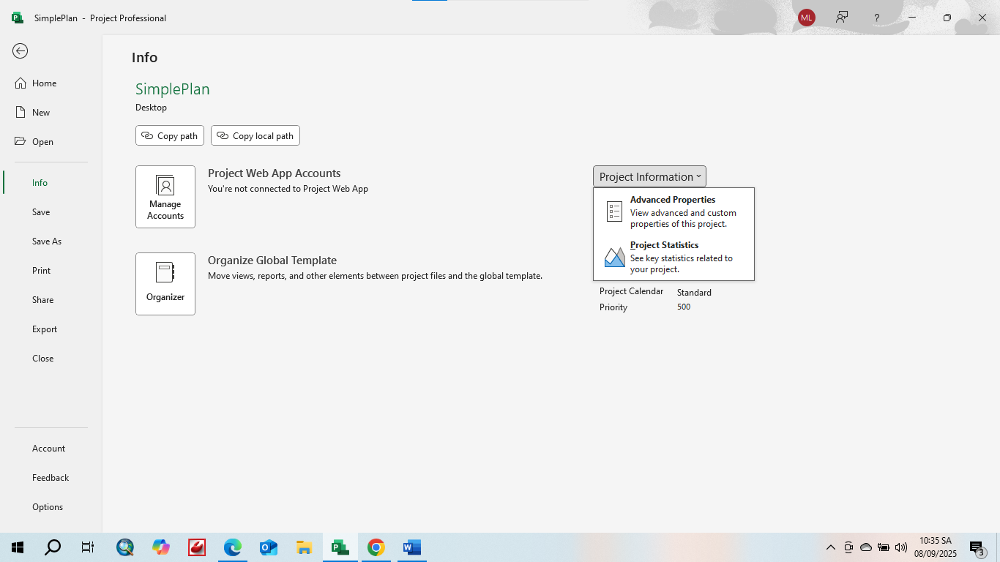 SimplePlan - Project Professional
ML
?
Info
Home
New
Open
Info
Save
Save As
Print
Share
Export
Close
Account
Feedback
Options
SimplePlan
Desktop
Copy path
Copy local path
Manage
Accounts
Project Web App Accounts
You're not connected to Project Web App
Organizer
Organize Global Template
Move views, reports, and other elements between project files and the global template.
Project Information
Advanced Properties
View advanced and custom
properties of this project.
Project Statistics
See key statistics related to
your project.
Project Calendar Standard
Priority 500
10:35 SA
08/09/2025
3